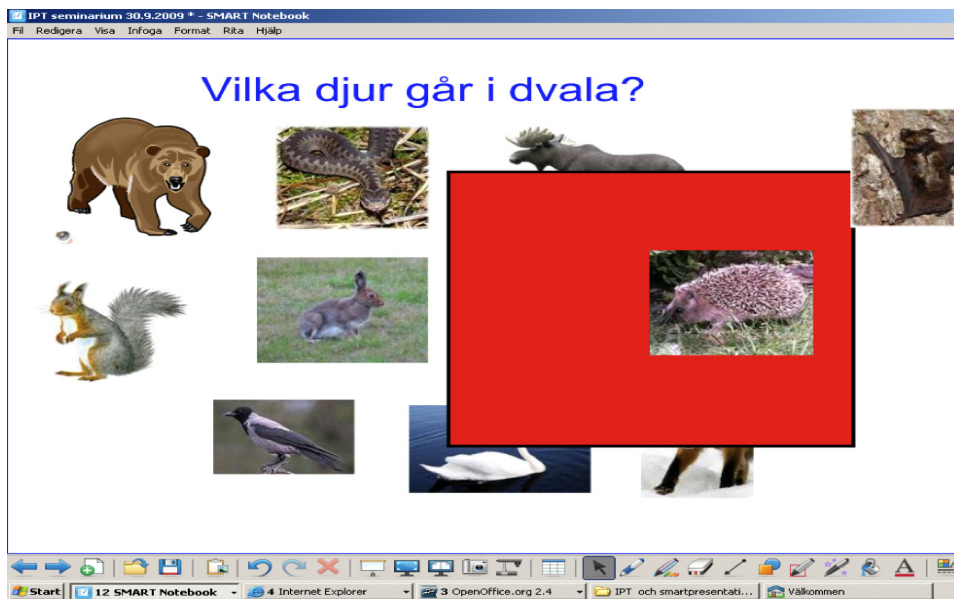 IPT seminarium 30.9.2009 * - SMART Notebook
Fil Redigera Visa Infoga Format Rita Hjälp
Vilka djur går i dvala?
Start 12 SMART Notebook 4 Internet Explorer 3 OpenOffice.org 2.4 IPT och smartpresentati... Välkommen